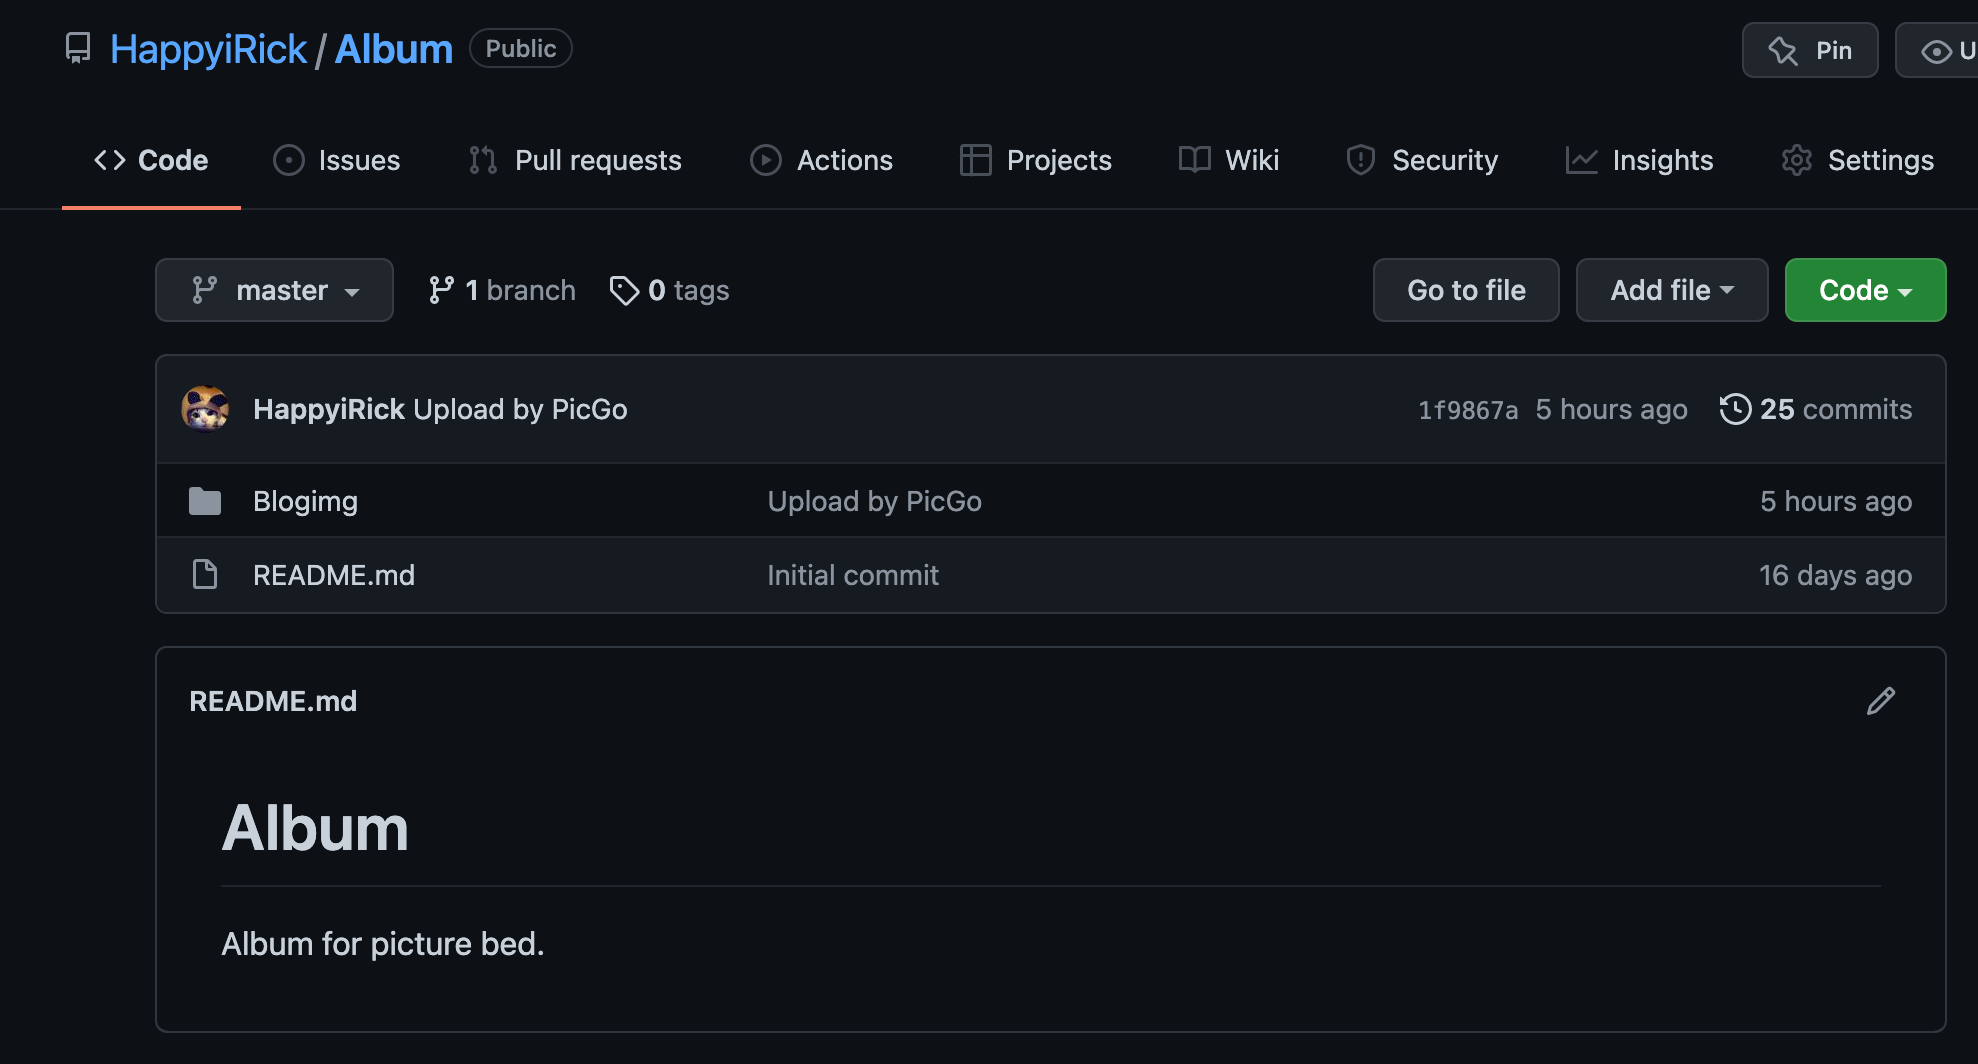 HappyiRick / Album Public Pin U
Code Issues Pull requests Actions Projects Wiki Security Insights Settings
master 1 branch 0 tags Go to file Add file Code
HappyiRick Upload by PicGo 1f9867a 5 hours ago 25 commits
Blogimg Upload by PicGo 5 hours ago
README.md Initial commit 16 days ago
README.md
Album
Album for picture bed.